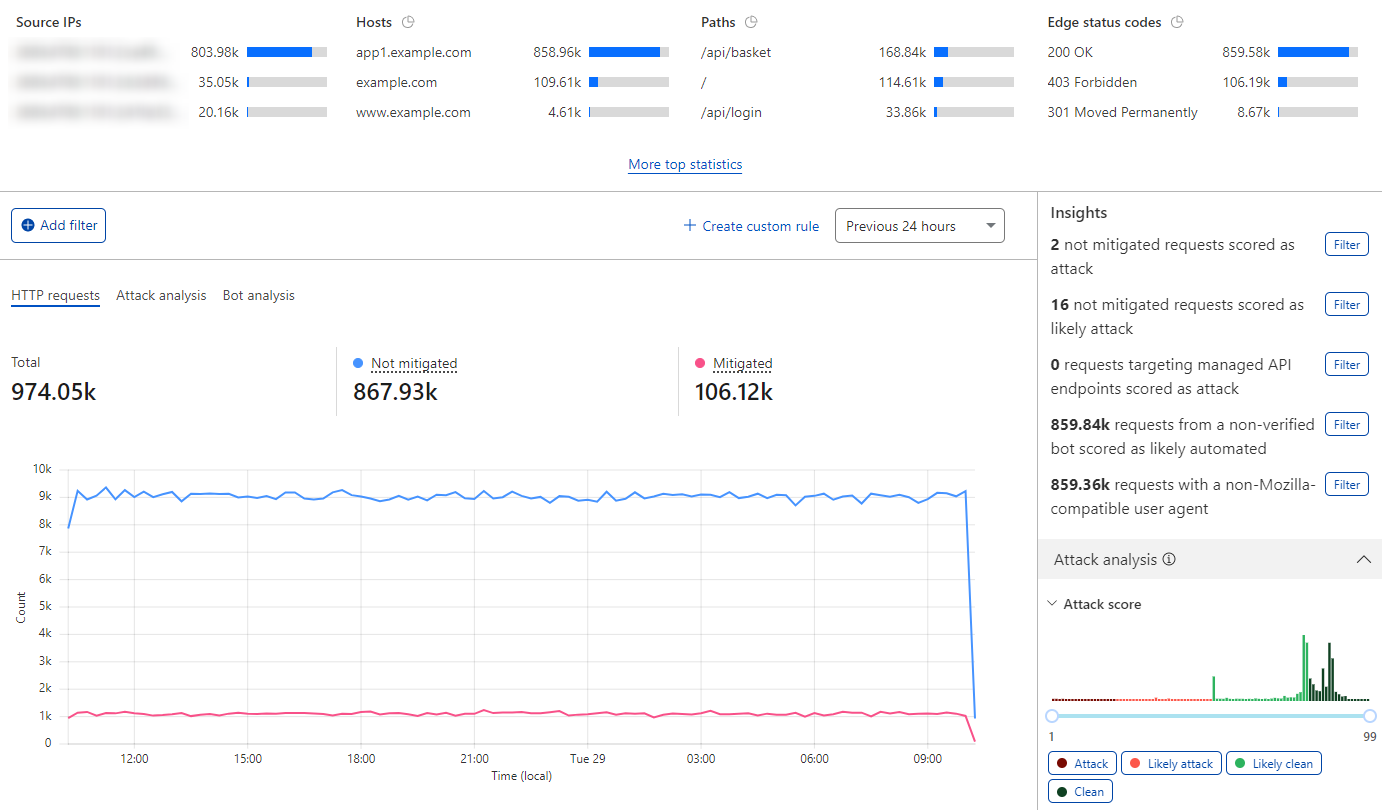 Source IPs
803.98k
35.05k
20.16k
Hosts
app1.example.com 858.96k
example.com 109.61k
www.example.com 4.61k
Paths
/api/basket 168.84k
/ 114.61k
/api/login 33.86k
Edge status codes
200 OK 859.58k
403 Forbidden 106.19k
301 Moved Permanently 8.67k
More top statistics
Add filter
Create custom rule
Previous 24 hours
HTTP requests Attack analysis Bot analysis
Total
974.05k
Not mitigated
867.93k
Mitigated
106.12k
10k
9k
8k
7k
6k
5k
4k
3k
2k
1k
0
Count
12:00 15:00 18:00 21:00 Tue 29 03:00 06:00 09:00
Time (local)
Insights
2 not mitigated requests scored as
attack
Filter
16 not mitigated requests scored as
likely attack
Filter
0 requests targeting managed API
endpoints scored as attack
Filter
859.84k requests from a non-verified
bot scored as likely automated
Filter
859.36k requests with a non-Mozilla-
compatible user agent
Filter
Attack analysis
Attack score
1 99
Attack Likely attack Likely clean
Clean